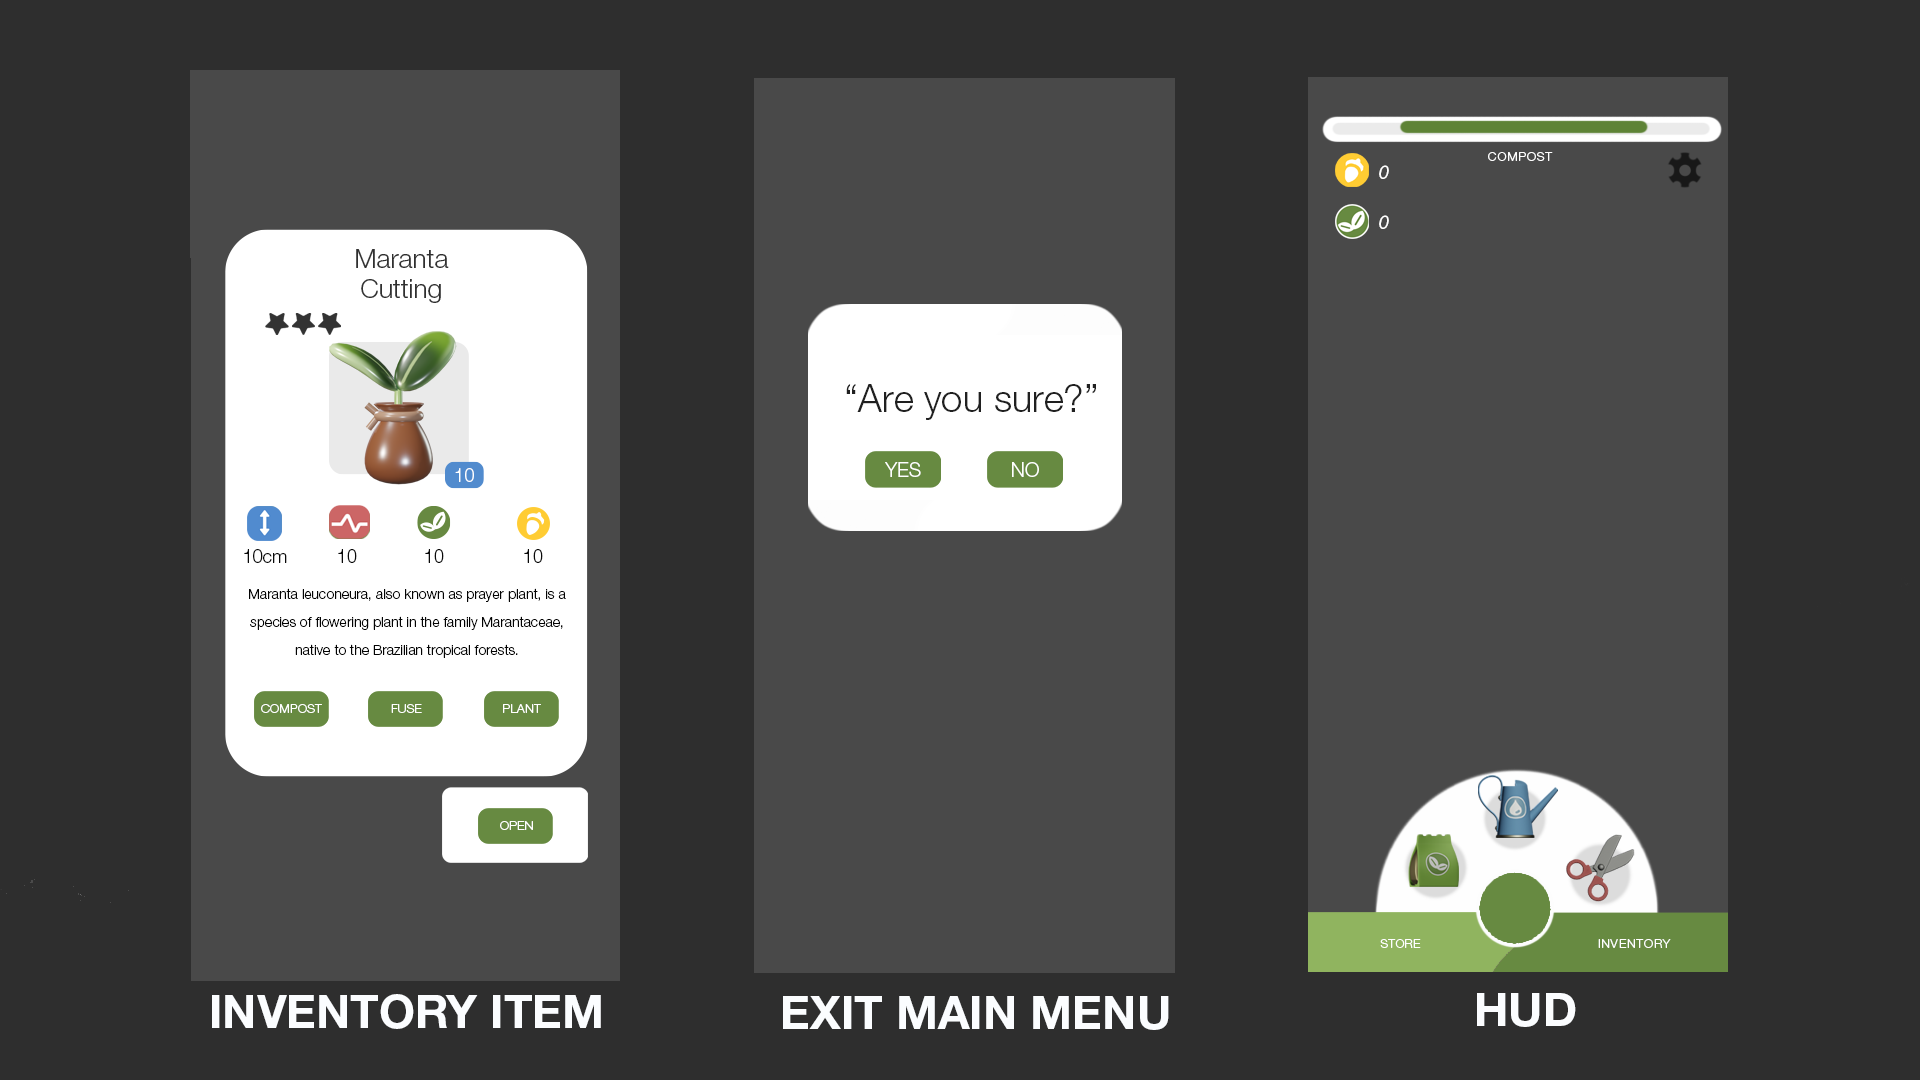 Maranta
Cutting
10
10cm
10
10
10
Maranta leuconeura, also known as prayer plant, is a
species of flowering plant in the family Marantaceae,
native to the Brazilian tropical forests.
COMPOST
FUSE
PLANT
OPEN
INVENTORY ITEM
“Are you sure?”
YES
NO
EXIT MAIN MENU
COMPOST
0
0
STORE
INVENTORY
HUD